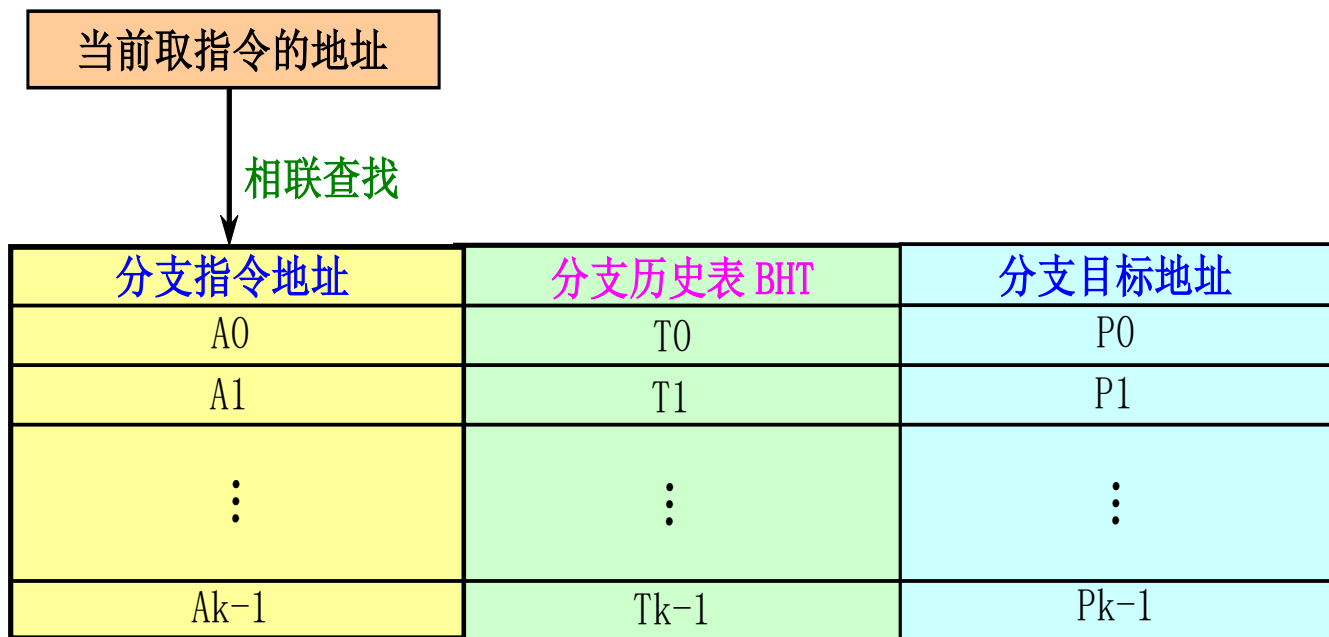 当前取指令的地址
相联查找
分支指令地址 分支历史表 BHT 分支目标地址
A0 T0 P0
A1 T1 P1
⋮ ⋮ ⋮
Ak-1 Tk-1 Pk-1